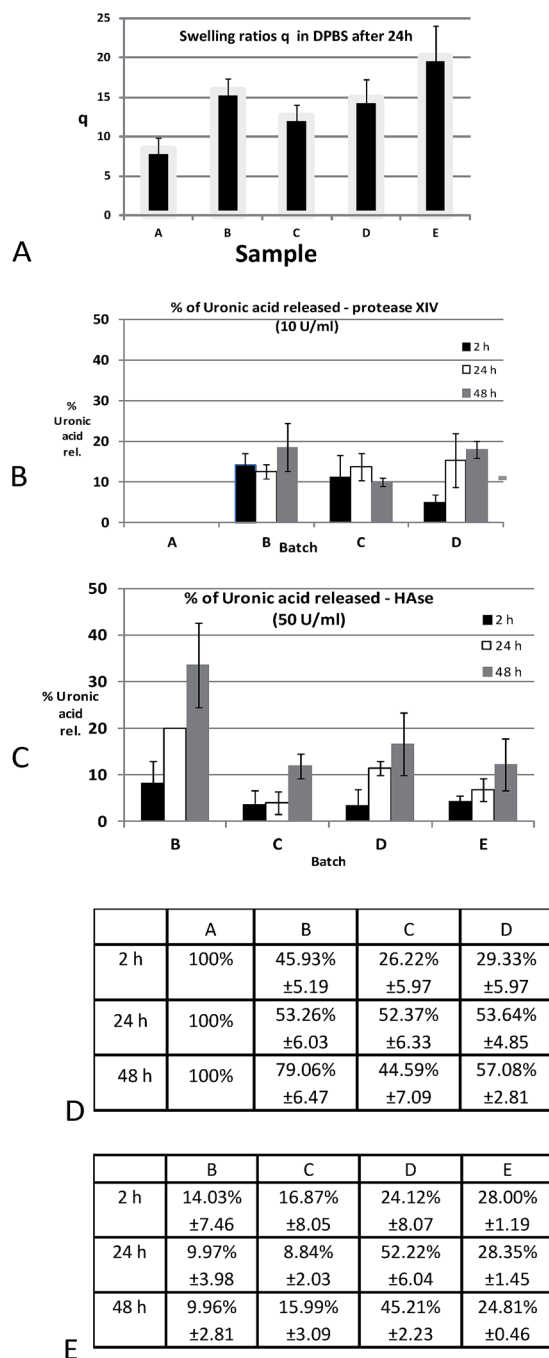 Swelling ratios q in DPBS after 24h
25
20
15
10
5
0
q
A B C D E
Sample
A
% of Uronic acid released - protease XIV
(10 U/ml)
50
40
30
20
10
0
%
Uronic
acid
rel.
2 h
24 h
48 h
A B C D
Batch
B
% of Uronic acid released - HAse
(50 U/ml)
50
40
30
20
10
0
% Uronic
acid
rel.
2 h
24 h
48 h
B C D E
Batch
C
A B C D
2 h 100% 45.93% 26.22% 29.33%
±5.19 ±5.97 ±5.97
24 h 100% 53.26% 52.37% 53.64%
±6.03 ±6.33 ±4.85
48 h 100% 79.06% 44.59% 57.08%
±6.47 ±7.09 ±2.81
D
B C D E
2 h 14.03% 16.87% 24.12% 28.00%
±7.46 ±8.05 ±8.07 ±1.19
24 h 9.97% 8.84% 52.22% 28.35%
±3.98 ±2.03 ±6.04 ±1.45
48 h 9.96% 15.99% 45.21% 24.81%
±2.81 ±3.09 ±2.23 ±0.46
E